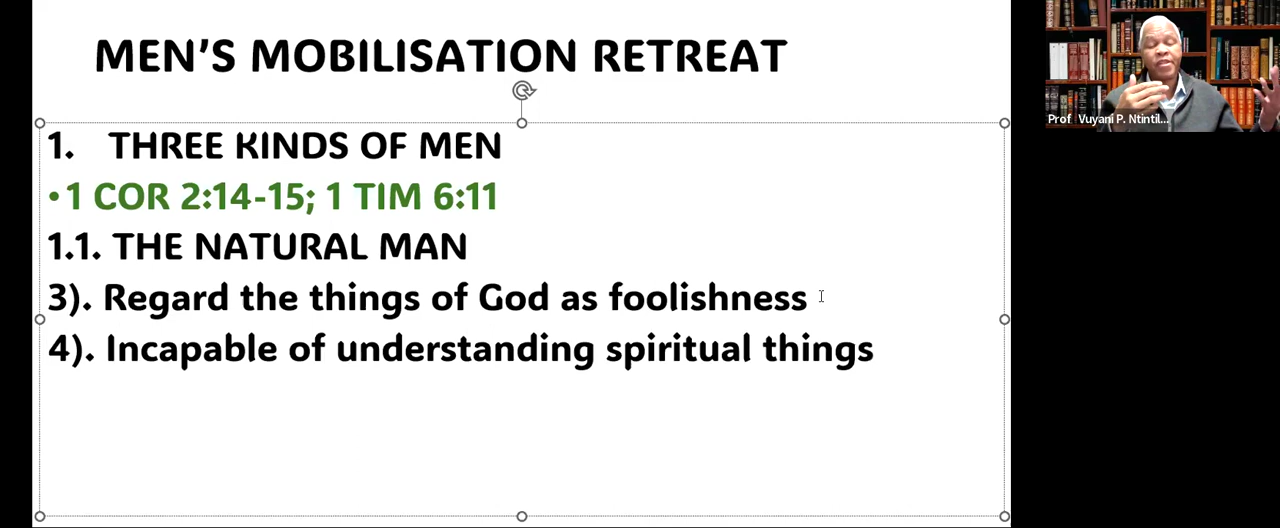 MEN'S MOBILISATION RETREAT
1. THREE KINDS OF MEN
•1 COR 2:14-15; 1 TIM 6:11
1.1. THE NATURAL MAN
3). Regard the things of God as foolishness
4). Incapable of understanding spiritual things
Prof Vuyani P. Ntintil...